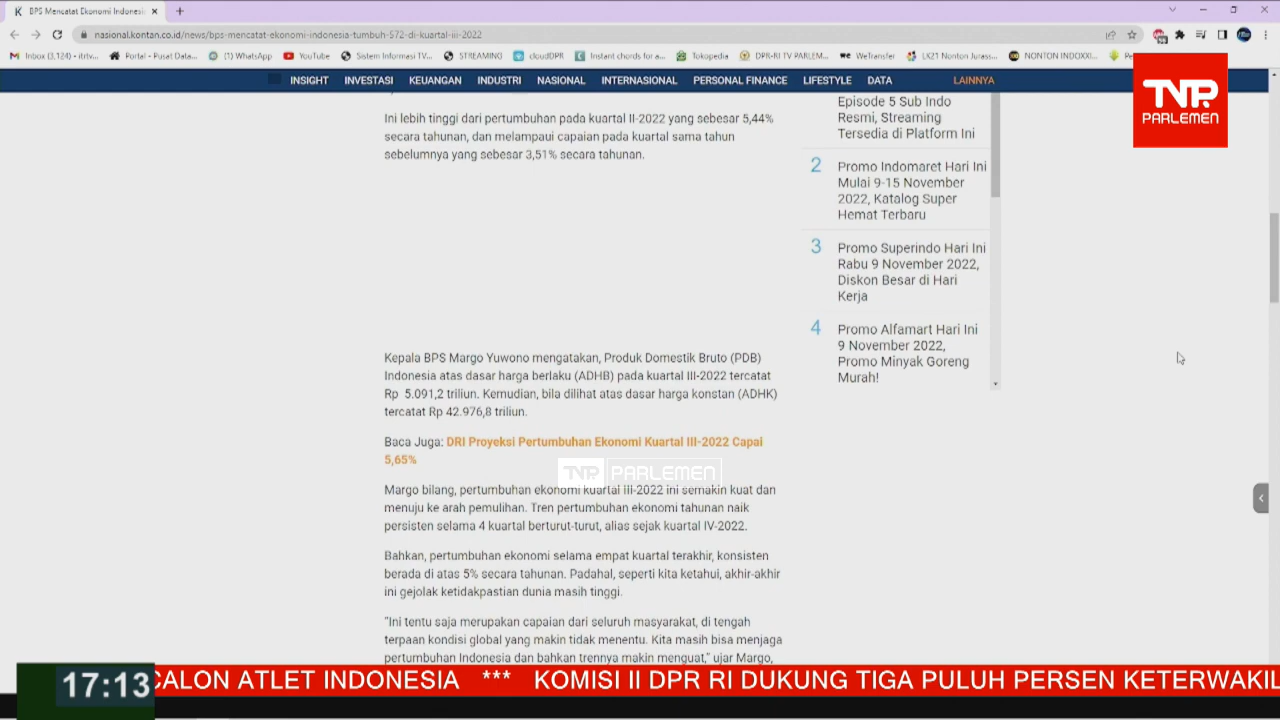 BPS Mencatat Ekonomi Indonesi
nasional.kontan.co.id/news/bps-mencatat-ekonomi-indonesia-tumbuh-572-di-kuartal-iii-2022
Inbox (3,124) - itrtv... Portal - Pusat Data... (1) WhatsApp YouTube Sistem Informasi TV... STREAMING cloudDPR Instant chords for a... Tokopedia DPR-RI TV PARLEM... WeTransfer LK21 Nonton Jurass... NONTON INDOXXI...
INSIGHT INVESTASI KEUANGAN INDUSTRI NASIONAL INTERNASIONAL PERSONAL FINANCE LIFESTYLE DATA LAINNYA
TVR
PARLEMEN
Ini lebih tinggi dari pertumbuhan pada kuartal II-2022 yang sebesar 5,44%
secara tahunan, dan melampaui capaian pada kuartal sama tahun
sebelumnya yang sebesar 3,51% secara tahunan.
Episode 5 Sub Indo
Resmi, Streaming
Tersedia di Platform Ini
2 Promo Indomaret Hari Ini
Mulai 9-15 November
2022, Katalog Super
Hemat Terbaru
3 Promo Superindo Hari Ini
Rabu 9 November 2022,
Diskon Besar di Hari
Kerja
4 Promo Alfamart Hari Ini
9 November 2022,
Promo Minyak Goreng
Murah!
Kepala BPS Margo Yuwono mengatakan, Produk Domestik Bruto (PDB)
Indonesia atas dasar harga berlaku (ADHB) pada kuartal III-2022 tercatat
Rp 5.091,2 triliun. Kemudian, bila dilihat atas dasar harga konstan (ADHK)
tercatat Rp 42.976,8 triliun.
Baca Juga: DRI Proyeksi Pertumbuhan Ekonomi Kuartal III-2022 Capai
5,65%
TVR PARLEMEN
Margo bilang, pertumbuhan ekonomi kuartal III-2022 ini semakin kuat dan
menuju ke arah pemulihan. Tren pertumbuhan ekonomi tahunan naik
persisten selama 4 kuartal berturut-turut, alias sejak kuartal IV-2022.
Bahkan, pertumbuhan ekonomi selama empat kuartal terakhir, konsisten
berada di atas 5% secara tahunan. Padahal, seperti kita ketahui, akhir-akhir
ini gejolak ketidakpastian dunia masih tinggi.
"Ini tentu saja merupakan capaian dari seluruh masyarakat, di tengah
terpaan kondisi global yang makin tidak menentu. Kita masih bisa menjaga
pertumbuhan Indonesia dan bahkan trennya makin menguat," ujar Margo,
17:13 CALON ATLET INDONESIA *** KOMISI II DPR RI DUKUNG TIGA PULUH PERSEN KETERWAKIL